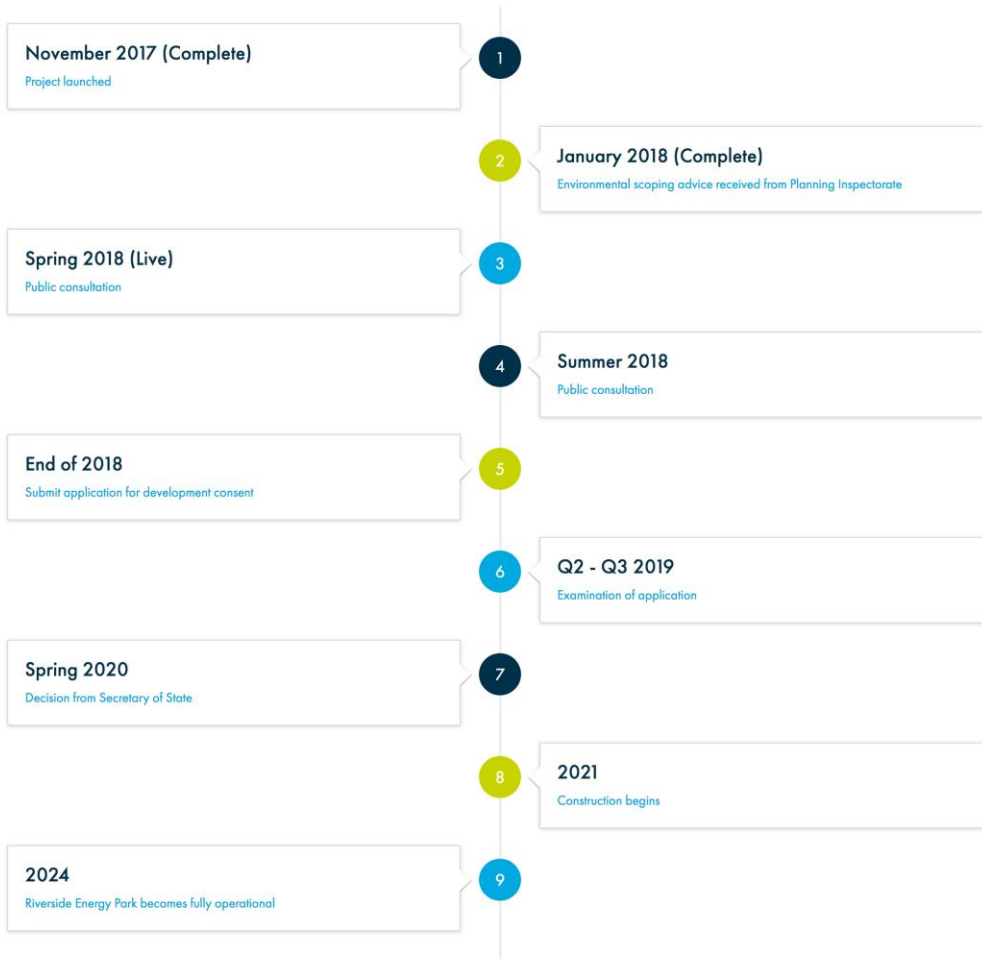 November 2017 (Complete)
Project launched
1
2
January 2018 (Complete)
Environmental scoping advice received from Planning Inspectorate
Spring 2018 (Live)
Public consultation
3
4
Summer 2018
Public consultation
End of 2018
Submit application for development consent
5
6
Q2 - Q3 2019
Examination of application
Spring 2020
Decision from Secretary of State
7
8
2021
Construction begins
2024
Riverside Energy Park becomes fully operational
9